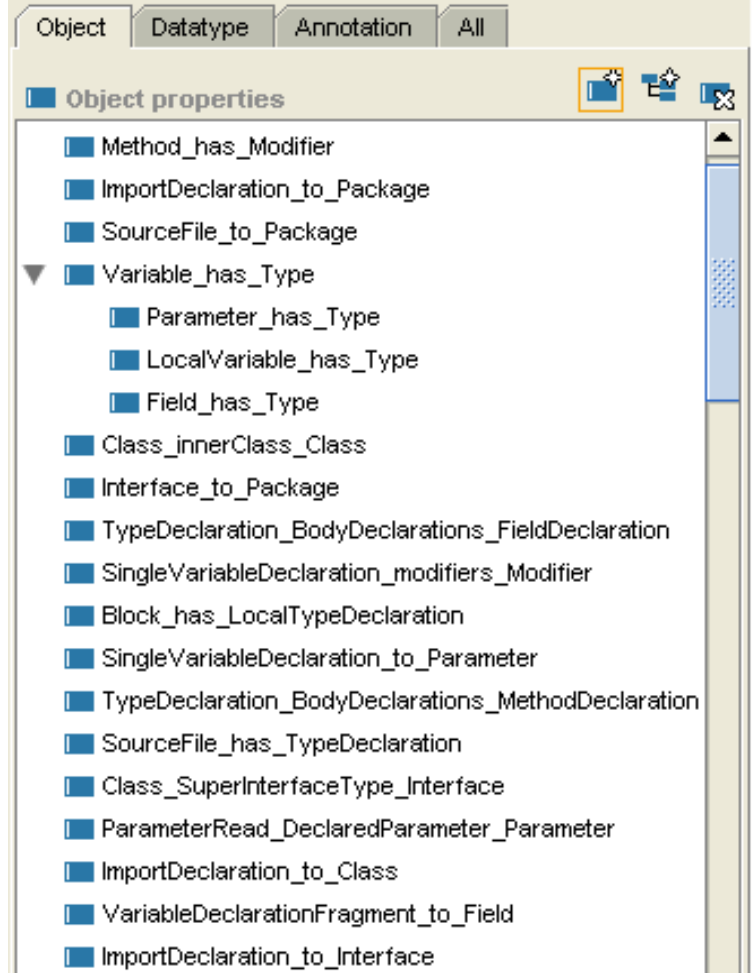 Object Datatype Annotation All
Object properties
Method_has_Modifier
ImportDeclaration_to_Package
SourceFile_to_Package
Variable_has_Type
Parameter_has_Type
LocalVariable_has_Type
Field_has_Type
Class_innerClass_Class
Interface_to_Package
TypeDeclaration_BodyDeclarations_FieldDeclaration
SingleVariableDeclaration_modifiers_Modifier
Block_has_LocalTypeDeclaration
SingleVariableDeclaration_to_Parameter
TypeDeclaration_BodyDeclarations_MethodDeclaration
SourceFile_has_TypeDeclaration
Class_SuperInterfaceType_Interface
ParameterRead_DeclaredParameter_Parameter
ImportDeclaration_to_Class
VariableDeclarationFragment_to_Field
ImportDeclaration_to_Interface